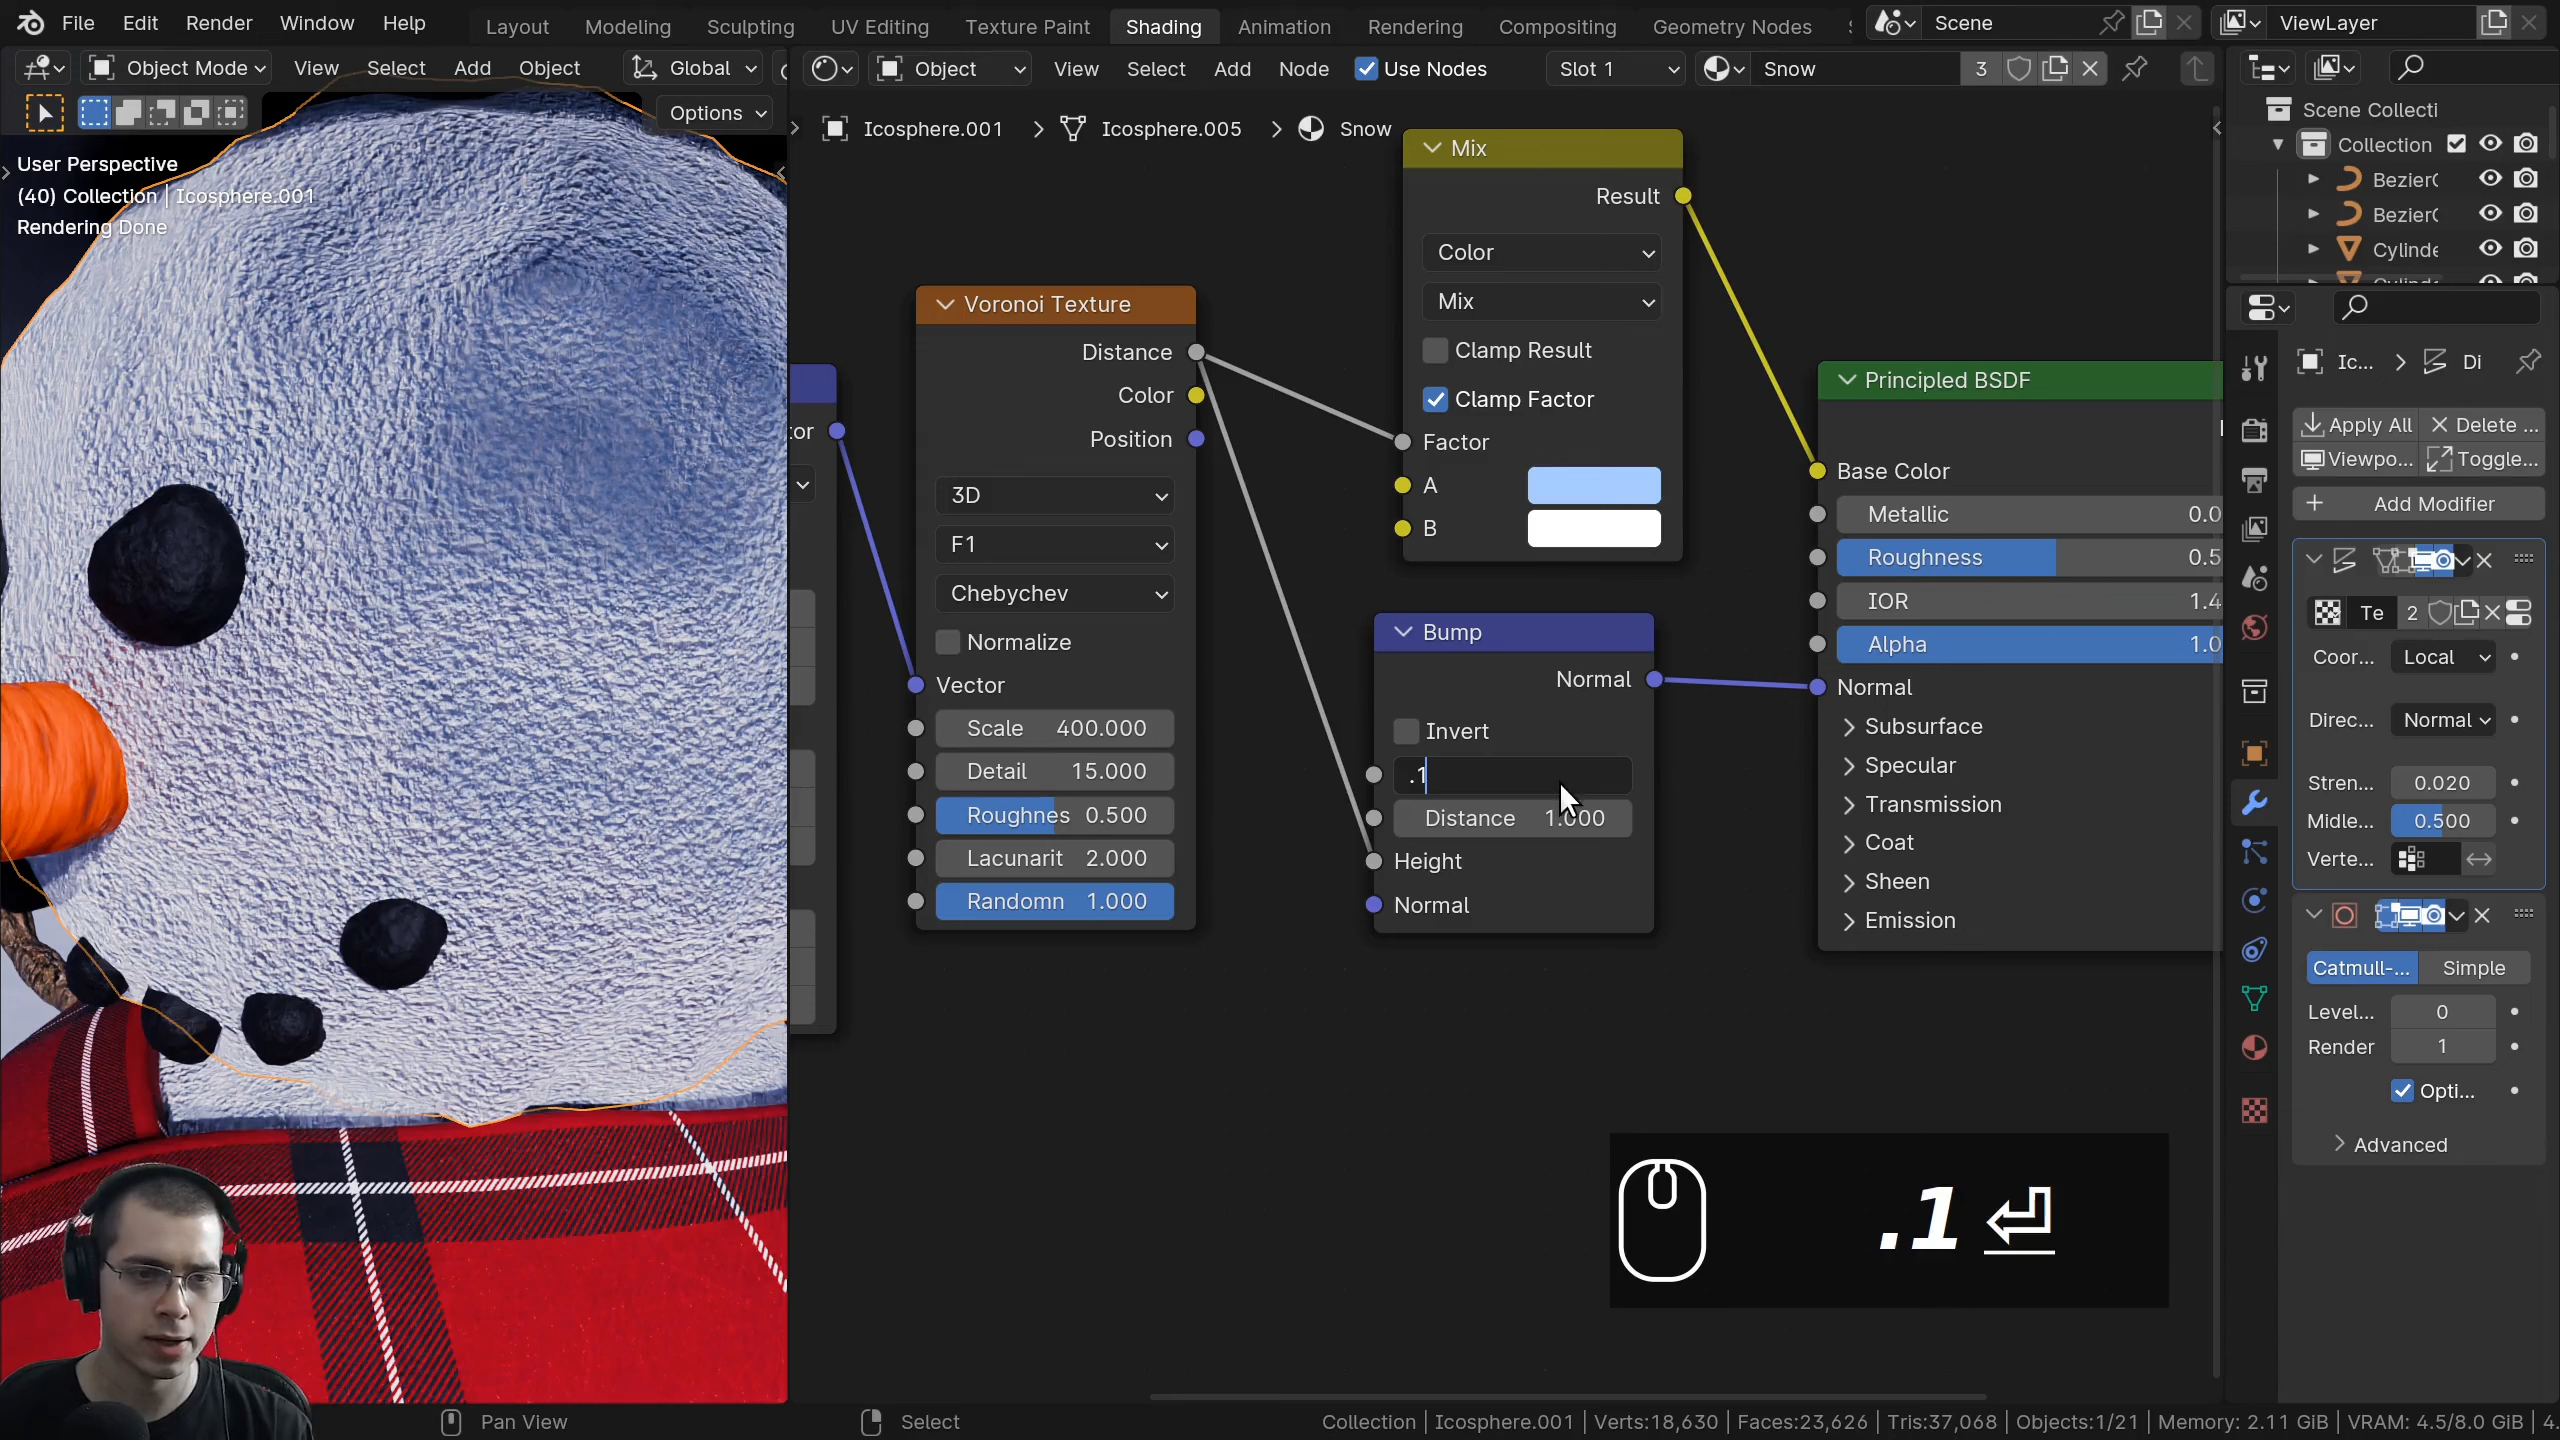 File Edit Render Window Help Layout Modeling Sculpting UV Editing Texture Paint Shading Animation Rendering Compositing Geometry Nodes Scene ViewLayer
Object Mode View Select Add Object Global Object View Select Add Node Use Nodes Slot 1 Snow 3
Options
User Perspective
(40) Collection | Icosphere.001
Rendering Done
Icosphere.001 > Icosphere.005 > Snow
tor
Voronoi Texture
Distance
Color
Position
3D
F1
Chebychev
Normalize
Vector
Scale 400.000
Detail 15.000
Roughnes 0.500
Lacunarit 2.000
Randomn 1.000
Mix
Result
Color
Mix
Clamp Result
Clamp Factor
Factor
A
B
Bump
Normal
Invert
.1
Distance 1.000
Height
Normal
Principled BSDF
Base Color
Metallic 0.0
Roughness 0.5
IOR 1.4
Alpha 1.0
Normal
Subsurface
Specular
Transmission
Coat
Sheen
Emission
.1 ⏎
Scene Collecti
Collection
Bezier
Bezier
Cylinde
Ic... > Di
Apply All Delete ...
Viewpo... Toggle...
Add Modifier
Te 2
Coor... Local
Direc... Normal
Stren... 0.020
Midle... 0.500
Verte...
Catmull-... Simple
Level... 0
Render 1
Opti...
Advanced
Pan View Select Collection | Icosphere.001 | Verts:18,630 | Faces:23,626 | Tris:37,068 | Objects:1/21 | Memory: 2.11 GiB | VRAM: 4.5/8.0 GiB | 4.